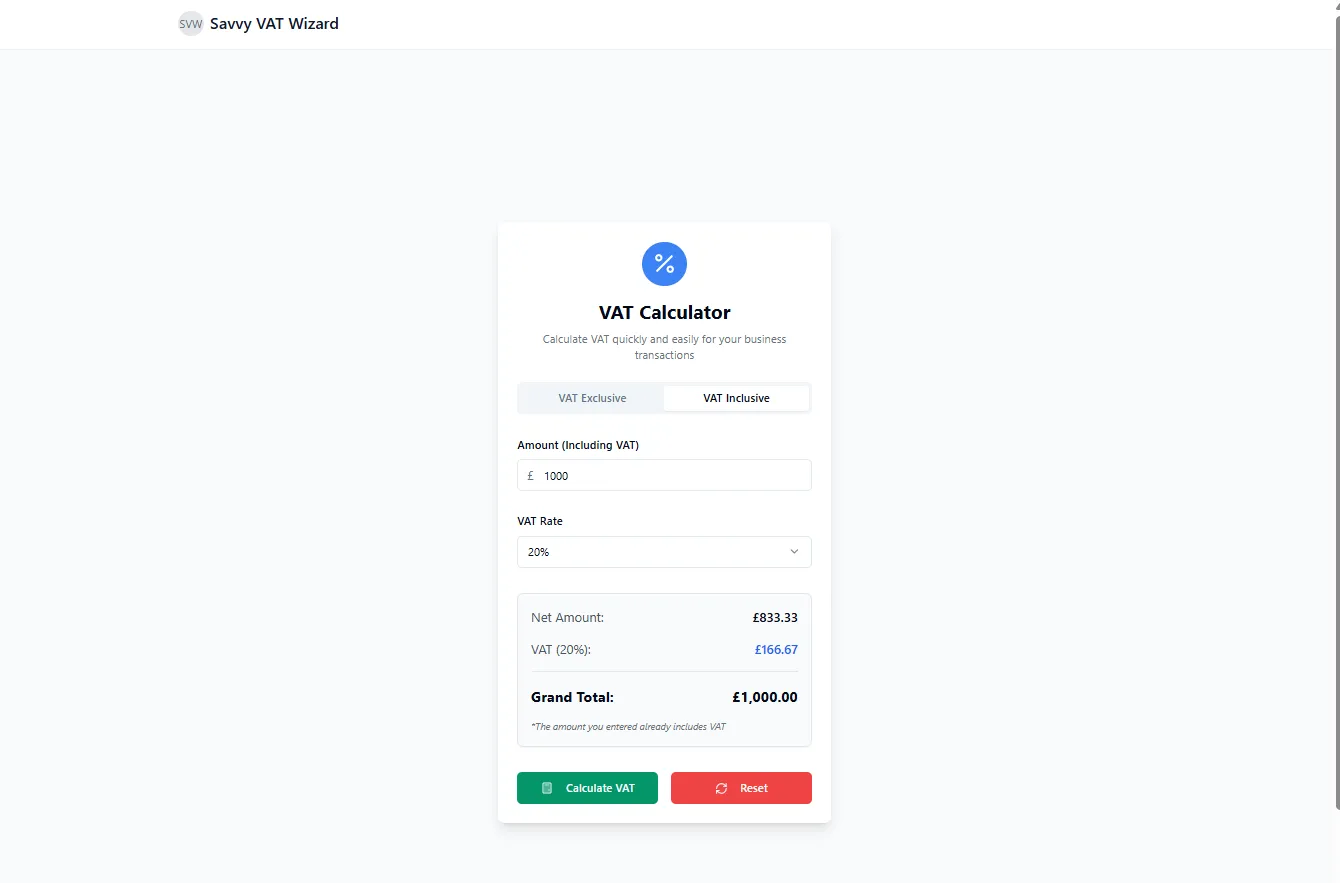 SVW Savvy VAT Wizard
VAT Calculator
Calculate VAT quickly and easily for your business
transactions
VAT Exclusive VAT Inclusive
Amount (Including VAT)
£ 1000
VAT Rate
20%
Net Amount: £833.33
VAT (20%): £166.67
Grand Total: £1,000.00
*The amount you entered already includes VAT
Calculate VAT Reset